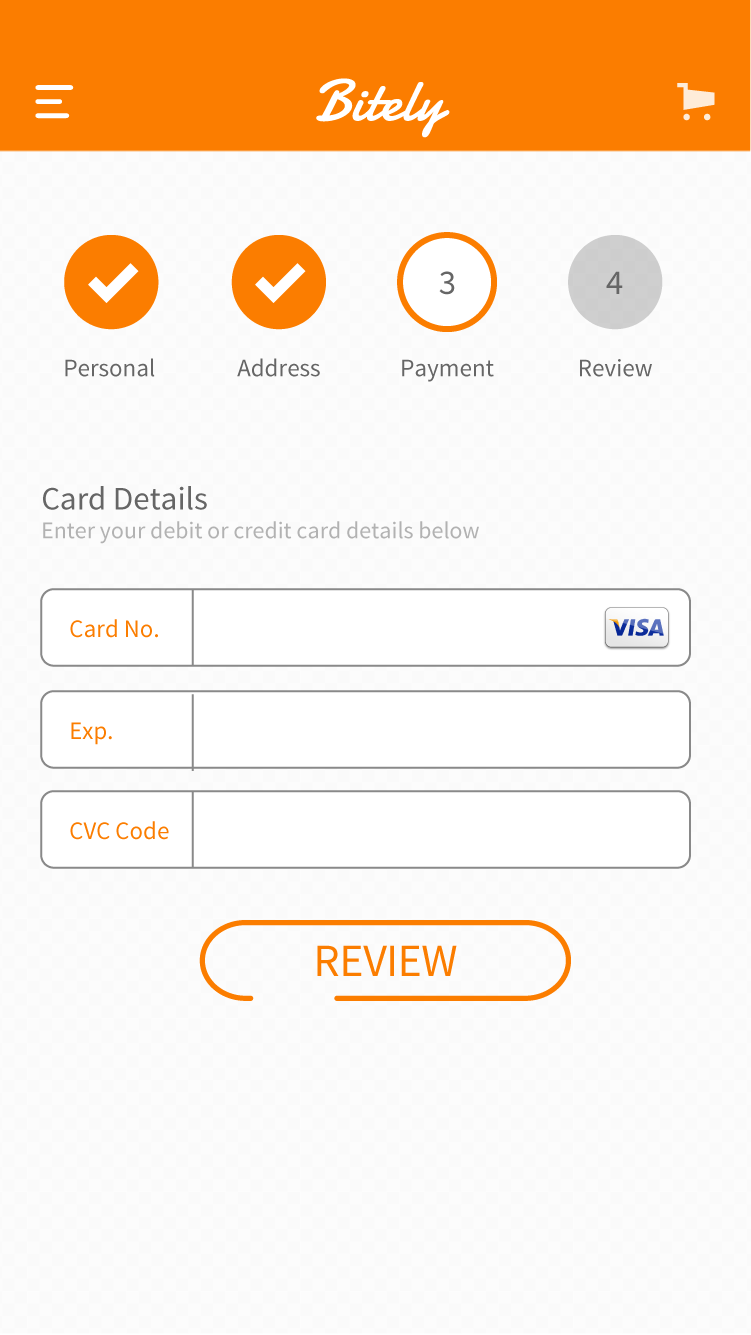 Bitely
3
4
Personal
Address
Payment
Review
Card Details
Enter your debit or credit card details below
Card No.
VISA
Exp.
CVC Code
REVIEW